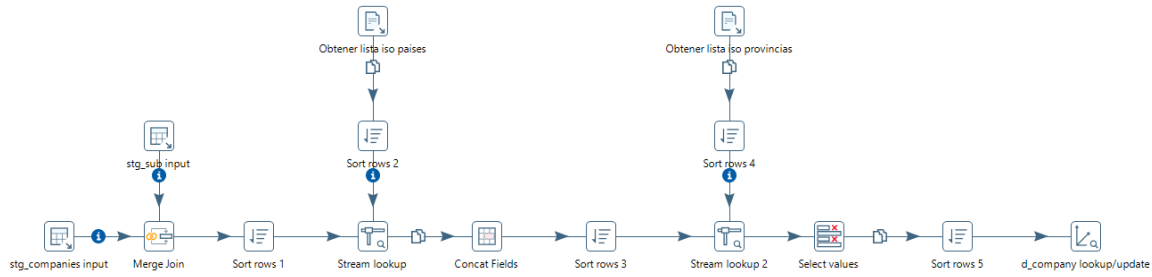 Obtener lista iso paises
Obtener lista iso provincias
stg_sub input
Sort rows 2
Sort rows 4
stg_companies input
Merge Join
Sort rows 1
Stream lookup
Concat Fields
Sort rows 3
Stream lookup 2
Select values
Sort rows 5
d_company lookup/update